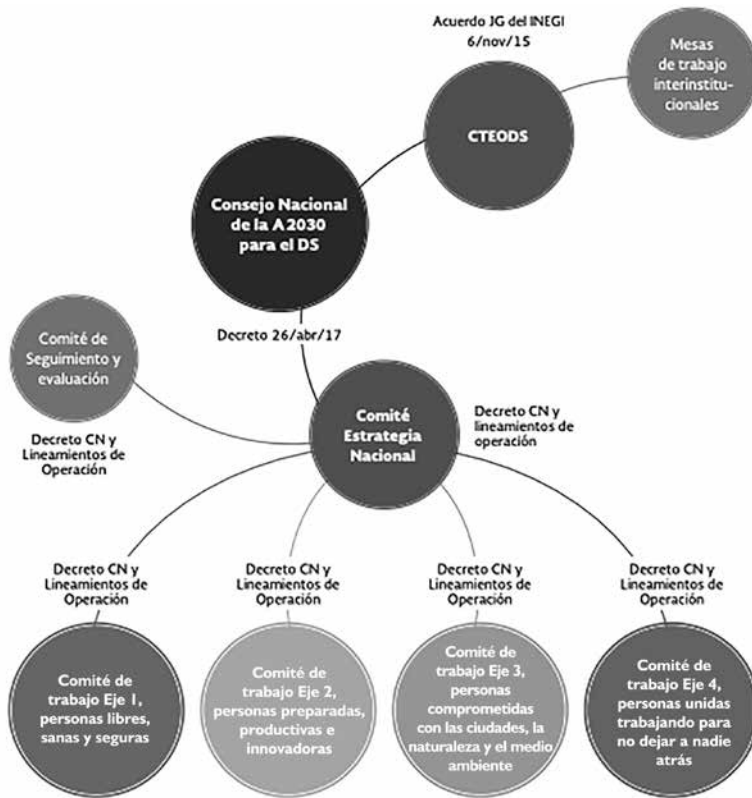 Acuerdo JG del INEGI
6/nov/15
Mesas
de trabajo
interinstitu-
cionales
CTEODS
Consejo Nacional
de la A2030
para el DS
Decreto 26/abr/17
Comité de
Seguimiento y
evaluación
Decreto CN y
Lineamientos de
Operación
Comité
Estrategia
Nacional
Decreto CN y
lineamientos de
operación
Decreto CN y
Lineamientos de
Operación
Decreto CN y
Lineamientos de
Operación
Decreto CN y
Lineamientos de
Operación
Decreto CN y
Lineamientos de
Operación
Comité de
trabajo Eje 1,
personas libres,
sanas y seguras
Comité de
trabajo Eje 2,
personas preparadas,
productivas e
innovadoras
Comité de
trabajo Eje 3,
personas
comprometidas
con las ciudades, la
naturaleza y el medio
ambiente
Comité de
trabajo Eje 4,
personas unidas
trabajando para
no dejar a nadie
atrás